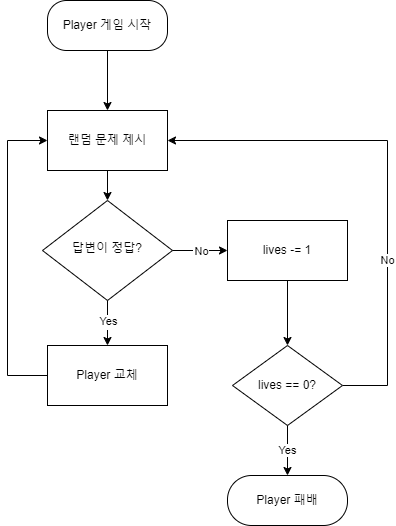 Player 게임 시작
랜덤 문제 제시
답변이 정답?
No
lives -= 1
No
Yes
Player 교체
lives == 0?
Yes
Player 패배